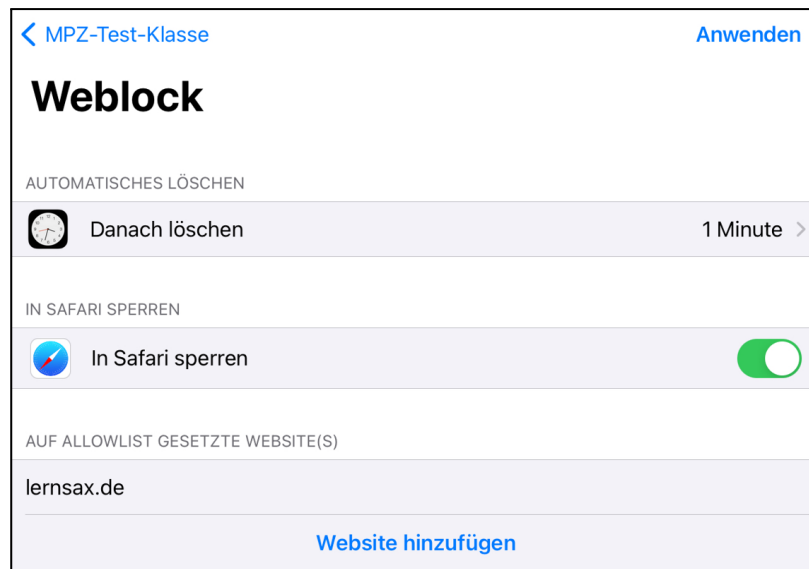 MPZ-Test-Klasse Anwenden
Weblock
AUTOMATISCHES LÖSCHEN
Danach löschen 1 Minute
IN SAFARI SPERREN
In Safari sperren
AUF ALLOWLIST GESETZTE WEBSITE(S)
lernsax.de
Website hinzufügen